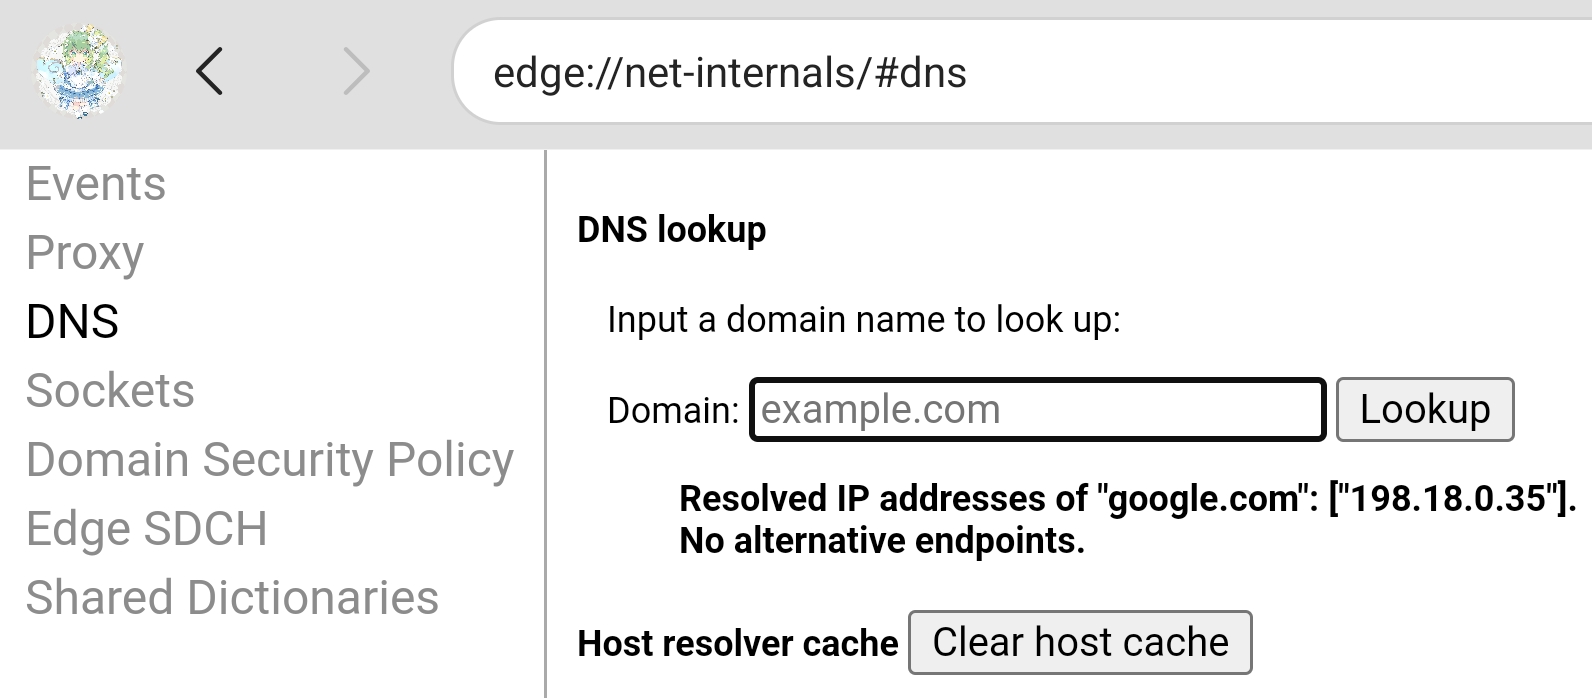 edge://net-internals/#dns
Events
Proxy
DNS
Sockets
Domain Security Policy
Edge SDCH
Shared Dictionaries
DNS lookup
Input a domain name to look up:
Domain: example.com Lookup
Resolved IP addresses of "google.com": ["198.18.0.35"].
No alternative endpoints.
Host resolver cache Clear host cache